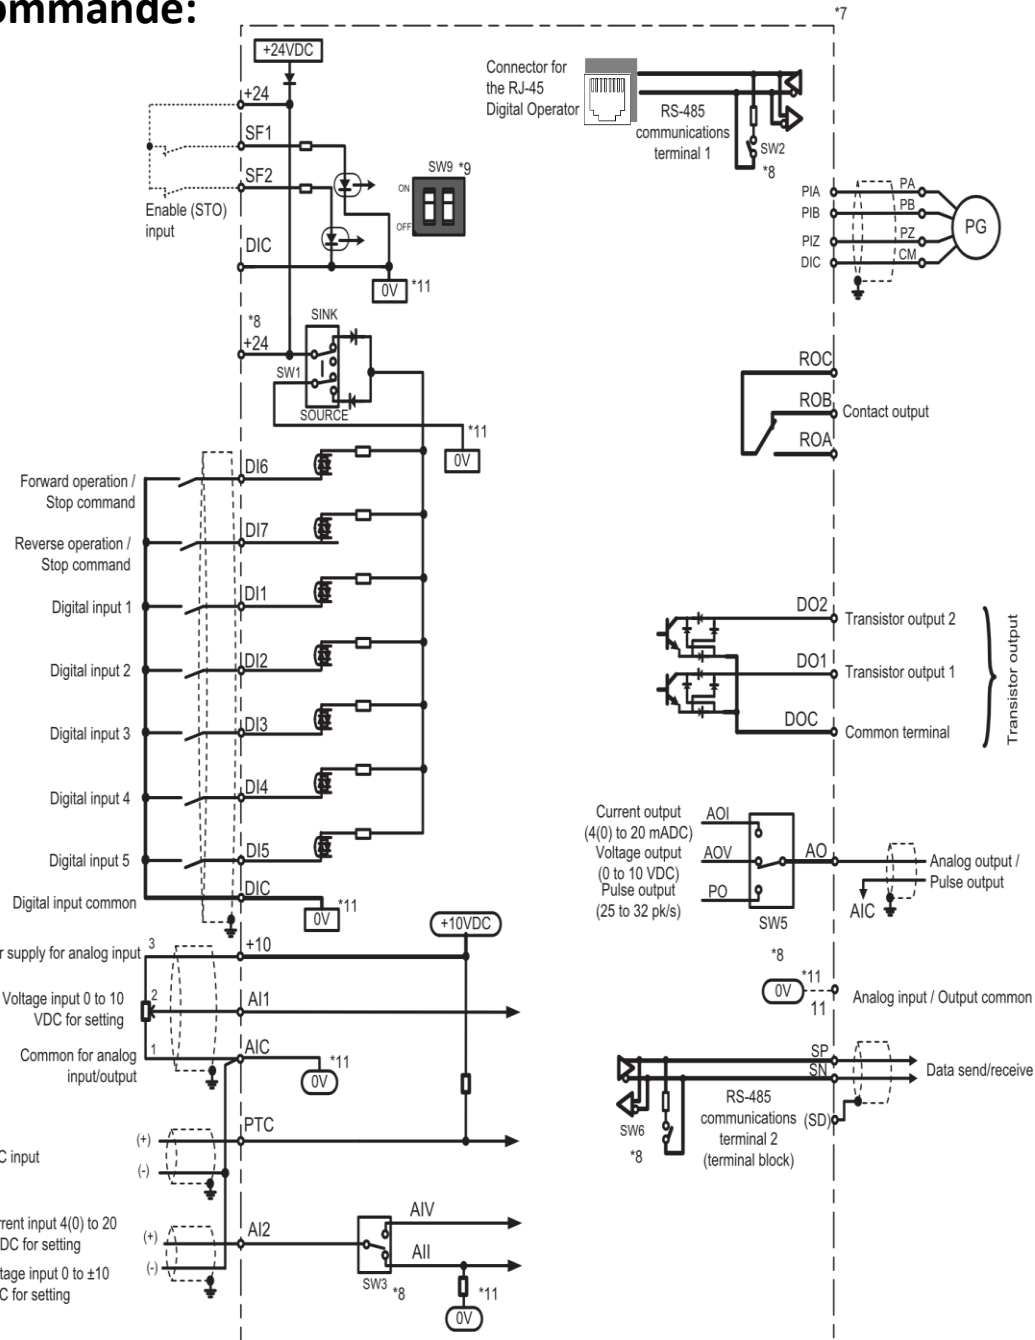 ommande:
*7
+24VDC
+24
SF1
SF2
Enable (STO)
input
DIC
0V
*11
SW9 *9
ON
OFF
Connector for
the RJ-45
Digital Operator
RS-485
communications
terminal 1
SW2
*8
PIA
PIB
PIZ
DIC
PA
PB
PZ
CM
PG
*8
+24
SINK
SW1
SOURCE
*11
0V
ROC
ROB
ROA
Contact output
Forward operation /
Stop command
DI6
Reverse operation /
Stop command
DI7
Digital input 1
DI1
Digital input 2
DI2
Digital input 3
DI3
Digital input 4
DI4
Digital input 5
DI5
Digital input common
DIC
0V
*11
DO2
Transistor output 2
DO1
Transistor output 1
DOC
Common terminal
Transistor output
Current output
(4(0) to 20 mADC)
Voltage output
(0 to 10 VDC)
Pulse output
(25 to 32 pk/s)
AOI
AOV
PO
SW5
*8
AO
Analog output /
Pulse output
AIC
+10VDC
r supply for analog input
3
+10
Voltage input 0 to 10
VDC for setting
2
AI1
Common for analog
input/output
1
AIC
*11
0V
0V
*11
11
Analog input / Output common
SP
SN
(SD)
Data send/receive
RS-485
communications
terminal 2
(terminal block)
SW6
*8
C input
(+)
(-)
PTC
rrent input 4(0) to 20
DC for setting
tage input 0 to ±10
C for setting
(+)
(-)
AI2
AIV
AII
SW3
*8
*11
0V